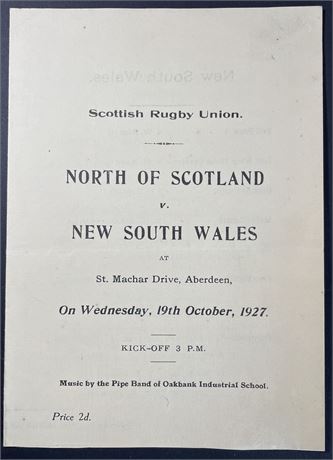 Scottish Rugby Union.
NORTH OF SCOTLAND
v.
NEW SOUTH WALES
AT
St. Machar Drive, Aberdeen,
On Wednesday, 19th October, 1927.
KICK-OFF 3 P.M.
Music by the Pipe Band of Oakbank Industrial School.
Price 2d.